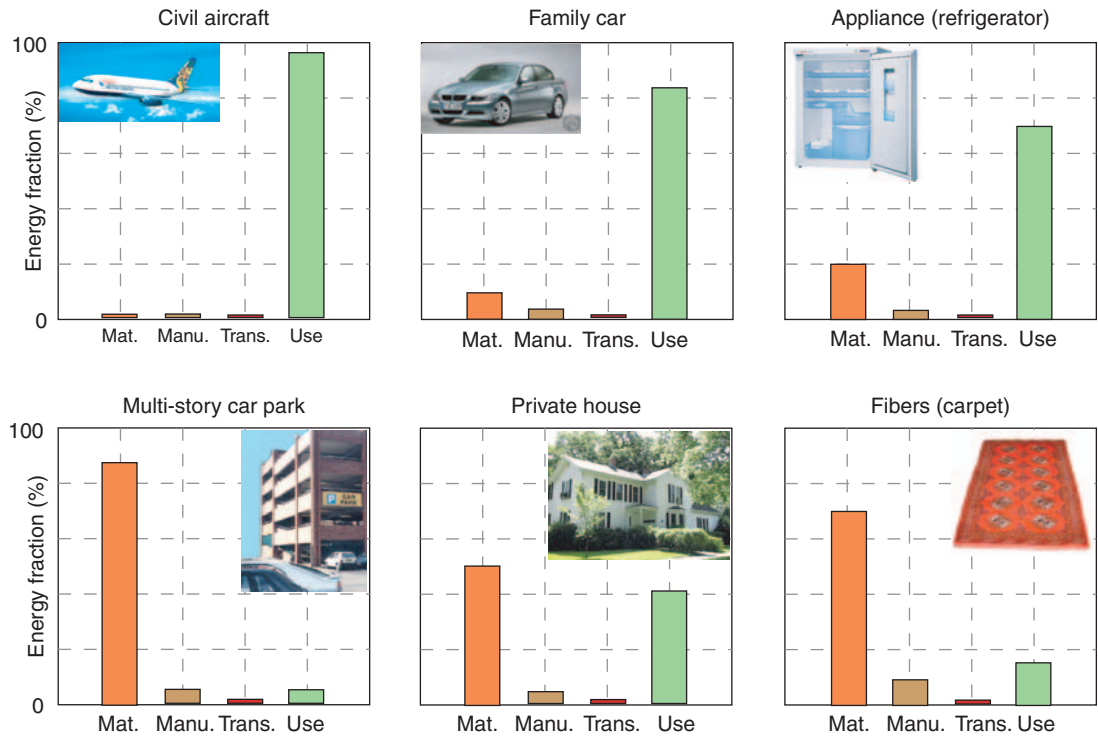 Civil aircraft
Family car
Appliance (refrigerator)
100
Energy fraction (%)
0
Mat. Manu. Trans. Use
Mat. Manu. Trans. Use
Mat. Manu. Trans. Use
Multi-story car park
Private house
Fibers (carpet)
100
Energy fraction (%)
0
P CAR
PARK
Mat. Manu. Trans. Use
Mat. Manu. Trans. Use
Mat. Manu. Trans. Use